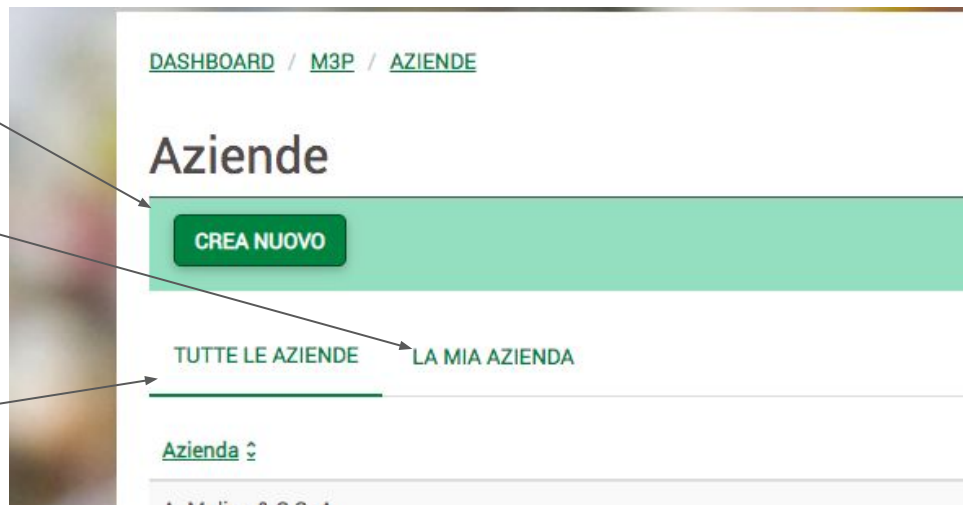 DASHBOARD / M3P / AZIENDE
Aziende
CREA NUOVO
TUTTE LE AZIENDE LA MIA AZIENDA
Azienda